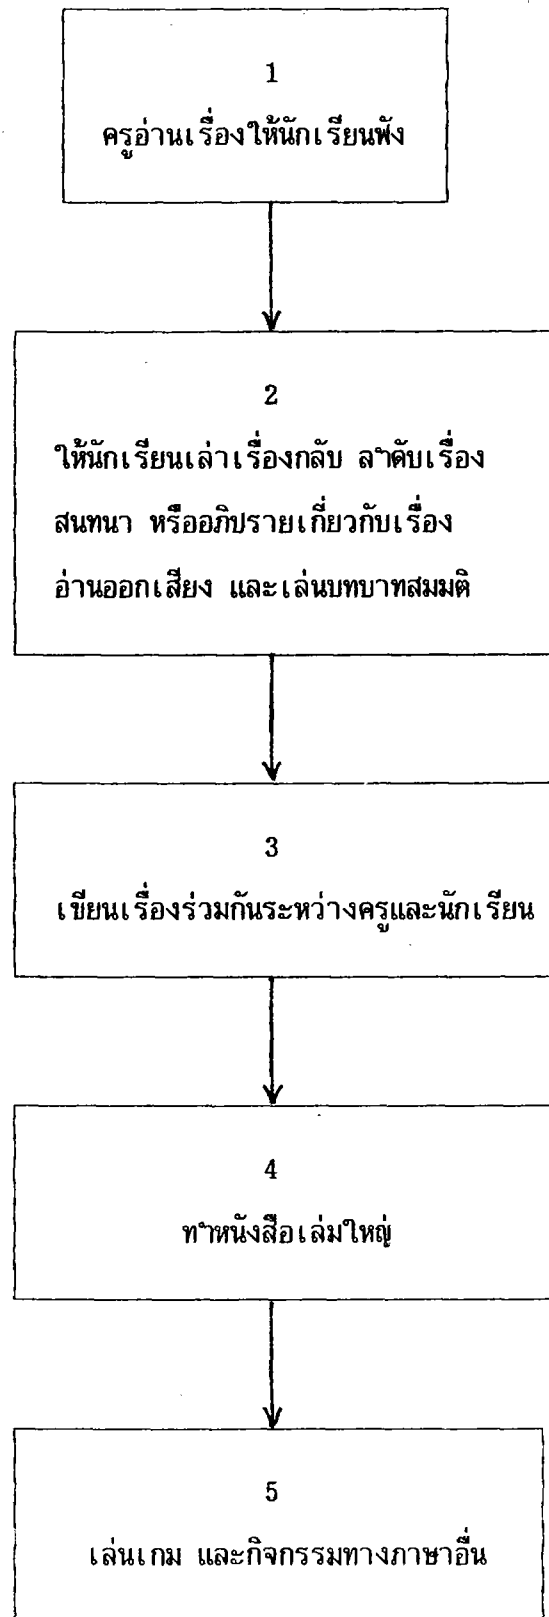 1
ครูอ่านเรื่องให้นักเรียนฟัง
2
ให้นักเรียนเล่าเรื่องกลับ ลำดับเรื่อง
สนทนา หรืออภิปรายเกี่ยวกับเรื่อง
อ่านออกเสียง และเล่นบทบาทสมมติ
3
เขียนเรื่องร่วมกันระหว่างครูและนักเรียน
4
ทำหนังสือเล่มใหญ่
5
เล่นเกม และกิจกรรมทางภาษาอื่น